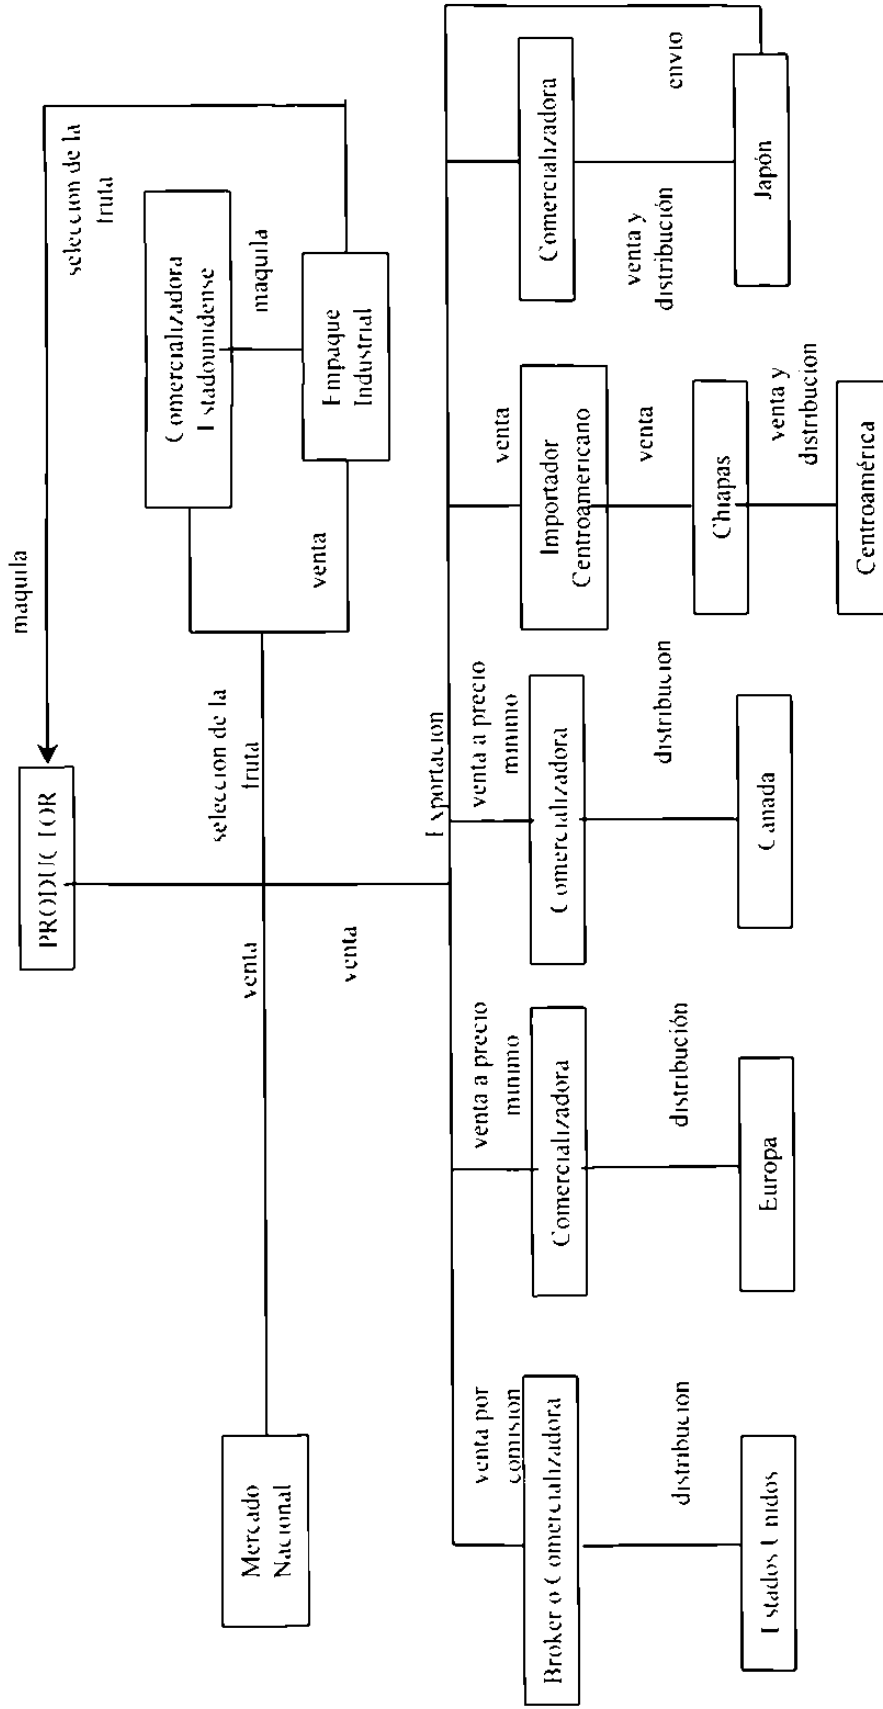 PRODUCTOR
maquila
selección de la
fruta
Comercializadora
Estadounidense
maquila
Empaque
Industrial
venta
selección de la
fruta
venta
Mercado
Nacional
venta
Exportación
venta por
comisión
Broker o Comercializadora
distribución
Estados Unidos
venta a precio
mínimo
Comercializadora
distribución
Europa
venta a precio
mínimo
Comercializadora
distribución
Canada
venta
Importador
Centroamericano
venta
Chiapas
venta y
distribución
Centroamérica
Comercializadora
venta y
distribución
envío
Japón